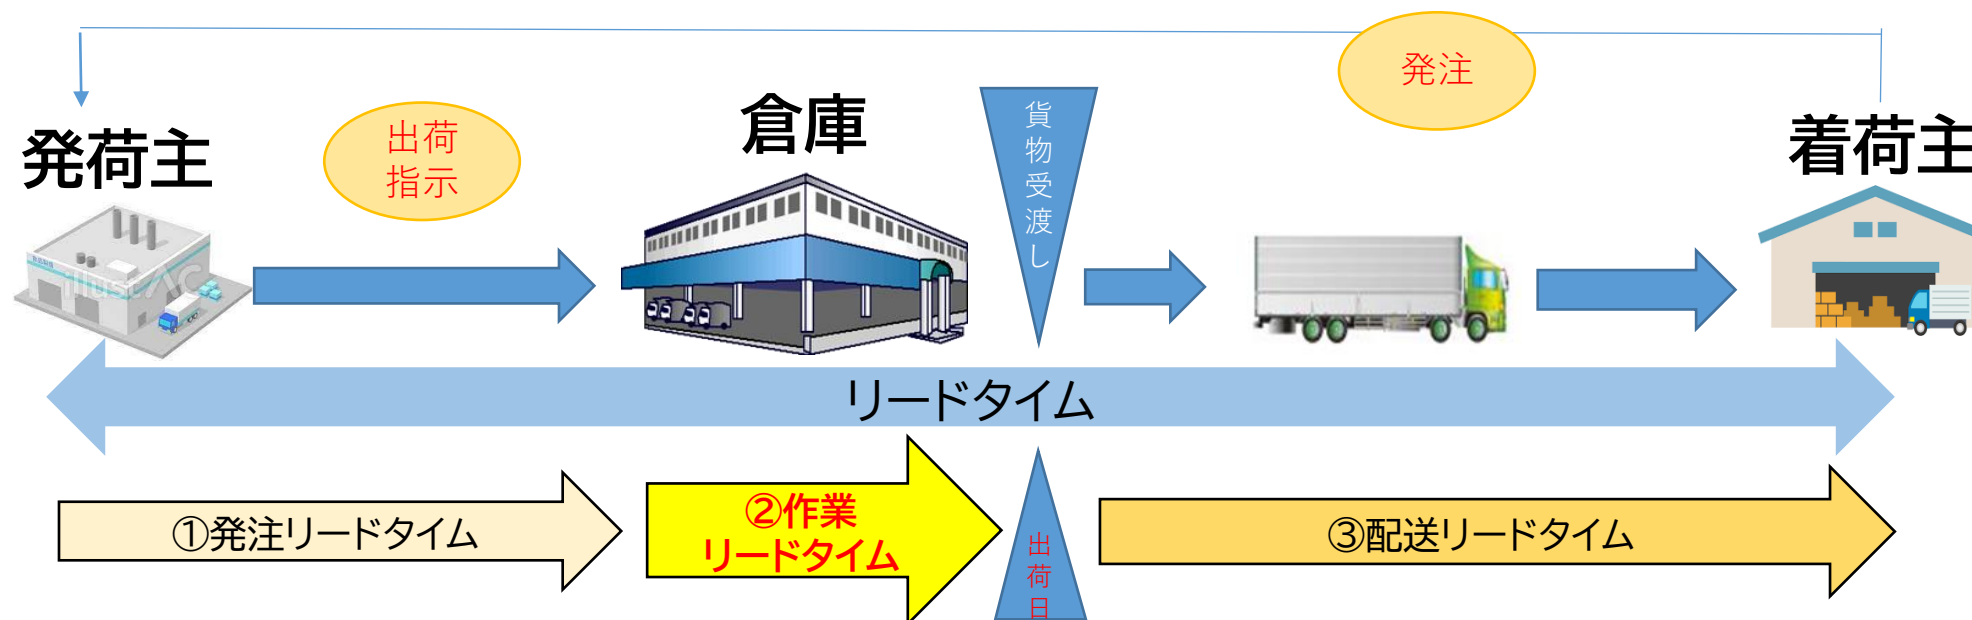 発注
出荷
指示
倉庫
発荷主
着荷主
貨物受渡し
リードタイム
①発注リードタイム
②作業
リードタイム
出荷日
③配送リードタイム